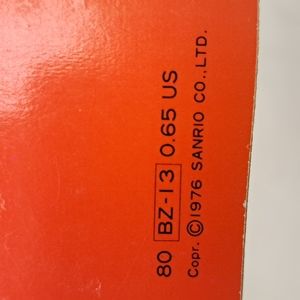 80 BZ-13 0.65 US
Copr. ©1976 SANRIO CO.,LTD.